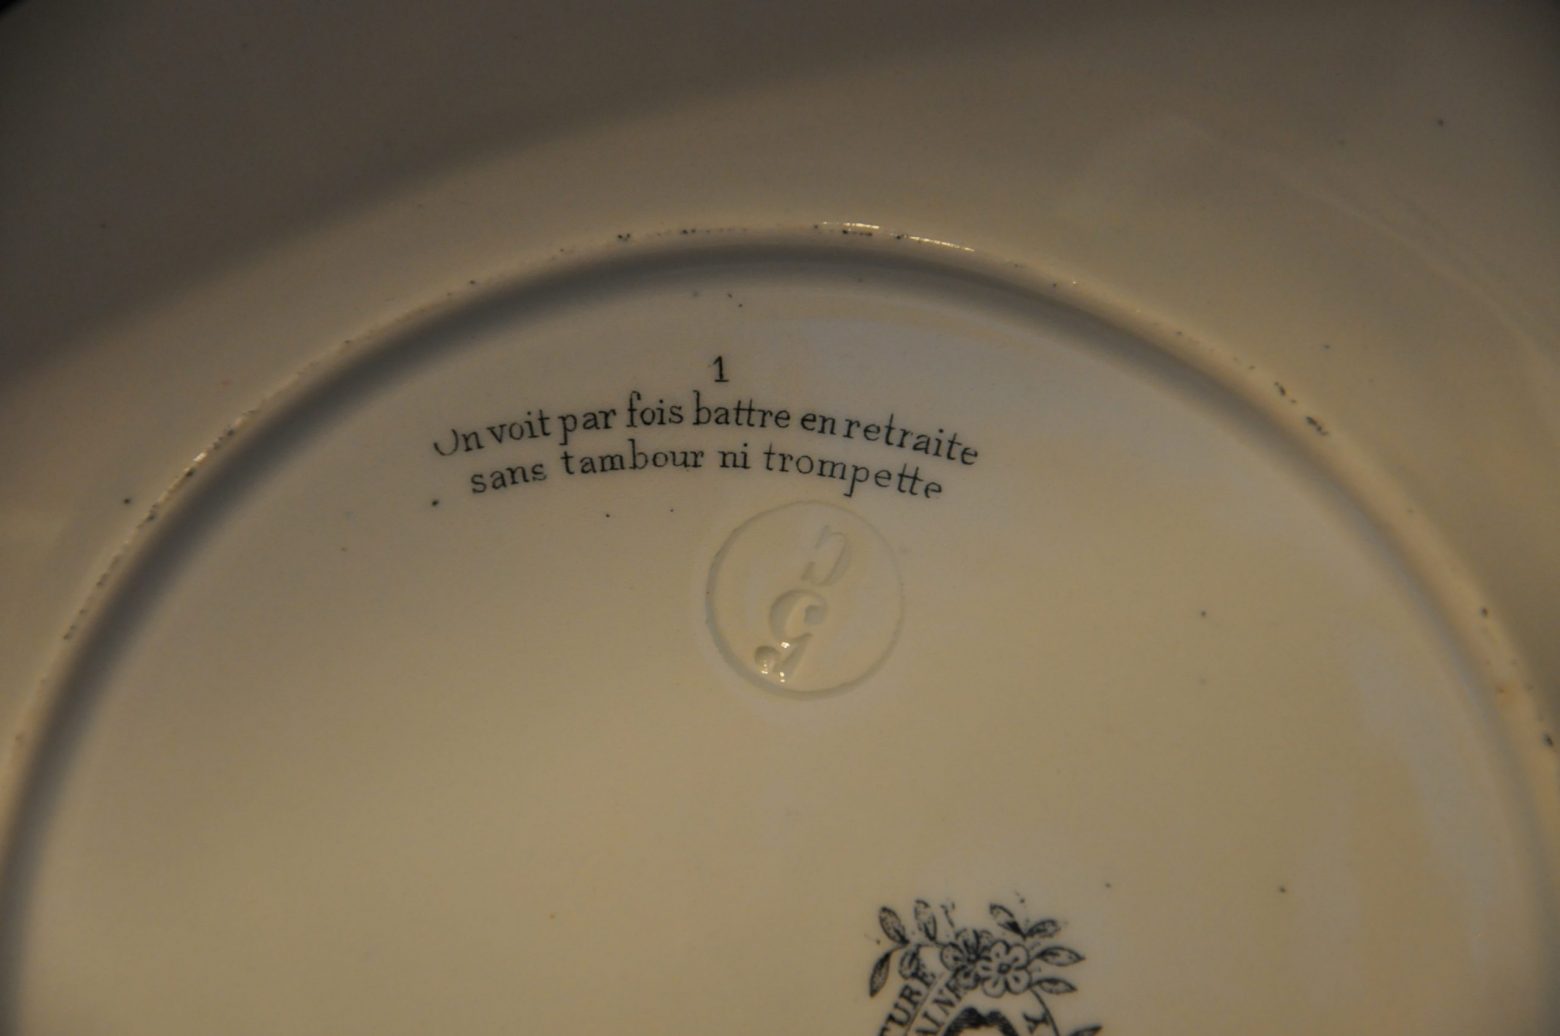 1
On voit par fois battre en retraite
sans tambour ni trompette